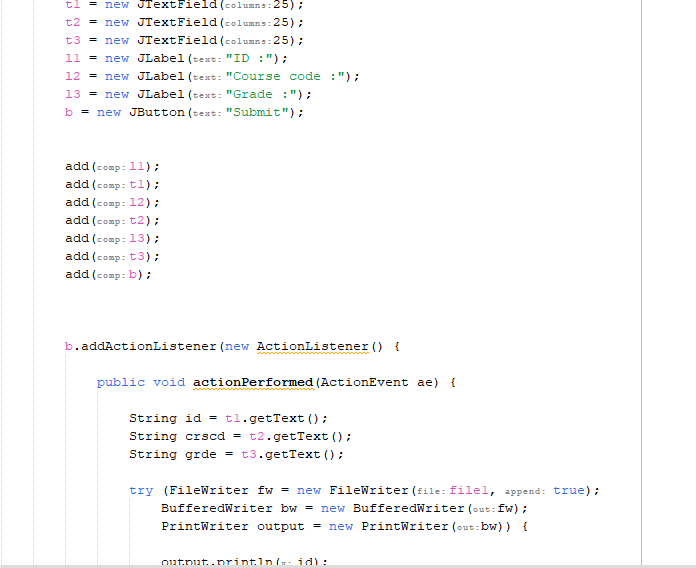 t1 = new JTextField(columns:25);
t2 = new JTextField(columns:25);
t3 = new JTextField(columns:25);
l1 = new JLabel(text: "ID :");
l2 = new JLabel(text: "Course code :");
l3 = new JLabel(text: "Grade :");
b = new JButton(text: "Submit");
add(comp: l1);
add(comp: t1);
add(comp: l2);
add(comp: t2);
add(comp: l3);
add(comp: t3);
add(comp: b);
b.addActionListener(new ActionListener() {
public void actionPerformed(ActionEvent ae) {
String id = t1.getText();
String crscd = t2.getText();
String grde = t3.getText();
try (FileWriter fw = new FileWriter(file: file1, append: true);
BufferedWriter bw = new BufferedWriter(out: fw);
PrintWriter output = new PrintWriter(out: bw)) {
output.println(x: id);